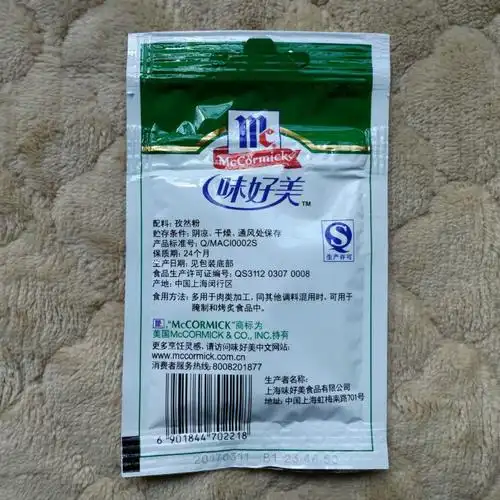 Mc
McCormick
味好美™
配料: 孜然粉
贮存条件: 阴凉、干燥、通风处保存
产品标准号: Q/MACI0002S
保质期: 24个月
生产日期: 见包装底部
食品生产许可证编号: QS3112 0307 0008
产地: 中国上海闵行区
生产许可
食用方法: 多用于肉类加工, 同其他调料混用时, 可用于
腌制和烤炙食品中。
"McCORMICK"商标为
美国McCORMICK & CO., INC.持有
更多烹饪灵感, 请访问味好美中文网站:
www.mccormick.com.cn
消费者服务热线: 8008201877
生产者名称:
上海味好美食品有限公司
地址: 中国上海虹梅南路701号
6 901844 702218